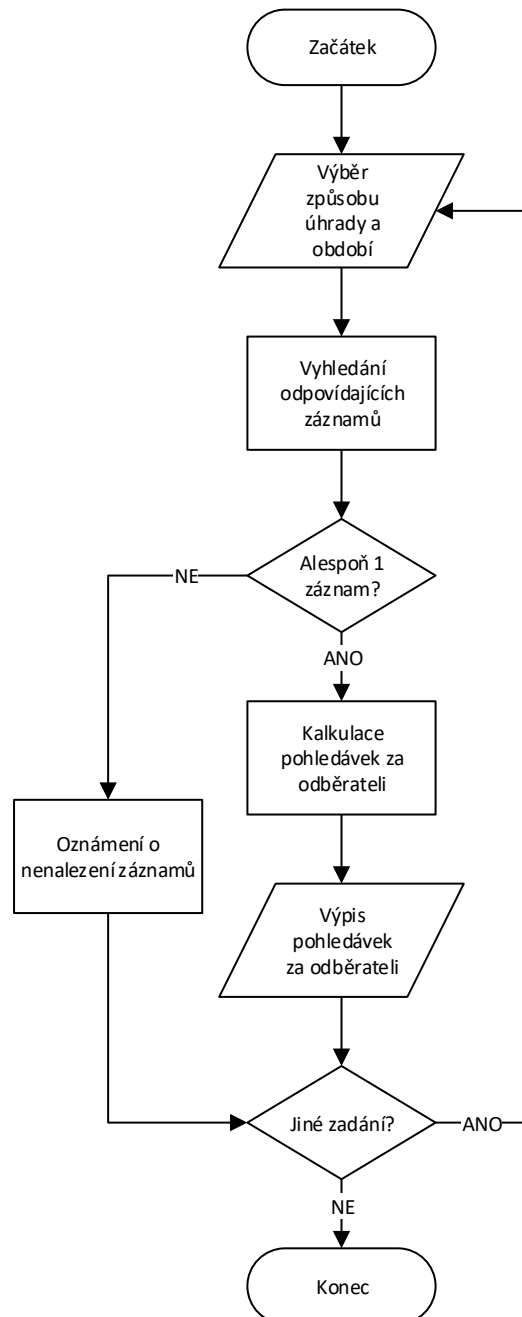 Začátek
Výběr
způsobu
úhrady a
období
Vyhledání
odpovídajících
záznamů
Alespoň 1
záznam?
NE
ANO
Kalkulace
pohledávek za
odběrateli
Oznámení o
nenalezení záznamů
Výpis
pohledávek
za odběrateli
Jiné zadání?
ANO
NE
Konec